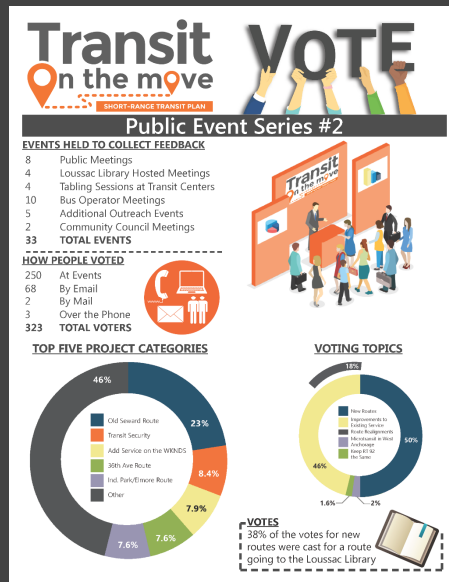 Transit
On the move
SHORT-RANGE TRANSIT PLAN
VOTE
Public Event Series #2
EVENTS HELD TO COLLECT FEEDBACK
8 Public Meetings
4 Loussac Library Hosted Meetings
4 Tabling Sessions at Transit Centers
10 Bus Operator Meetings
5 Additional Outreach Events
2 Community Council Meetings
33 TOTAL EVENTS
Transit
On the move
HOW PEOPLE VOTED
250 At Events
68 By Email
2 By Mail
3 Over the Phone
323 TOTAL VOTERS
TOP FIVE PROJECT CATEGORIES
46%
23%
8.4%
7.9%
7.6%
7.6%
Old Seward Route
Transit Security
Add Service on the WKNDS
36th Ave Route
Ind. Park/Elmore Route
Other
VOTING TOPICS
18%
50%
46%
1.6%
2%
New Routes
Improvements to
Existing Service
Route Realignments
Microtransit in West
Anchorage
Keep RT 92
the Same
VOTES
38% of the votes for new
routes were cast for a route
going to the Loussac Library